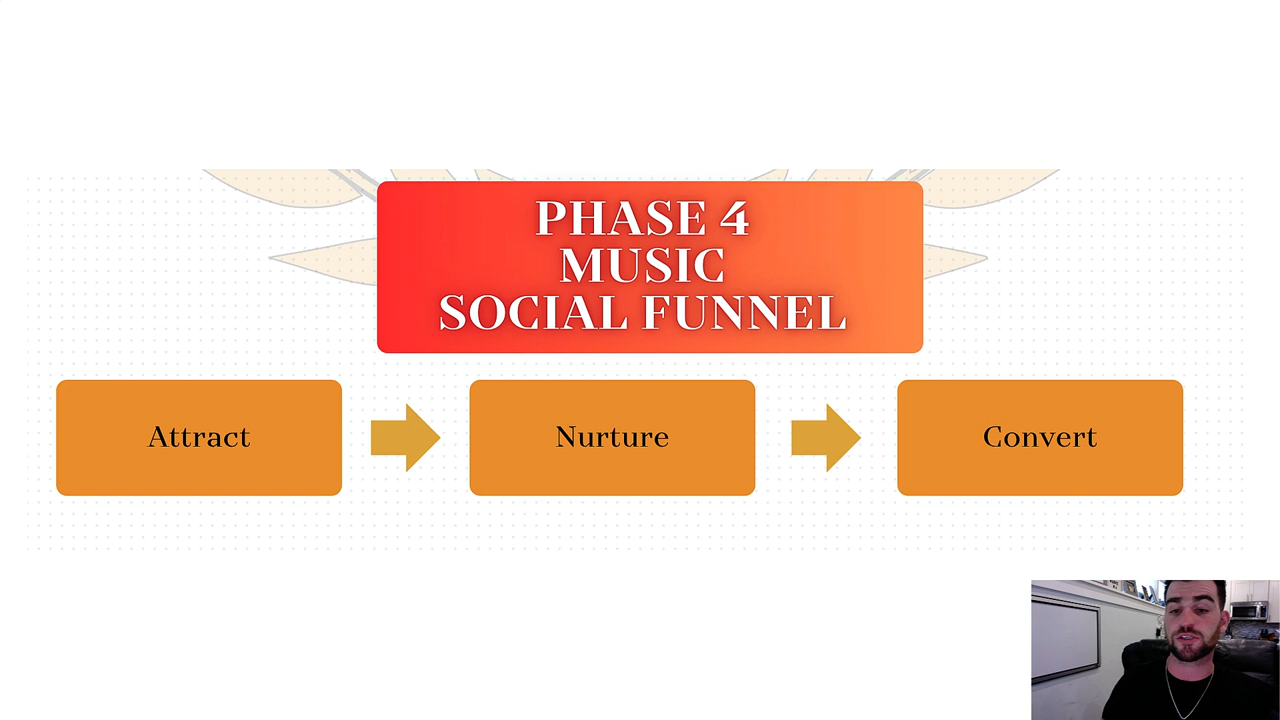 PHASE 4
MUSIC
SOCIAL FUNNEL
Attract
Nurture
Convert